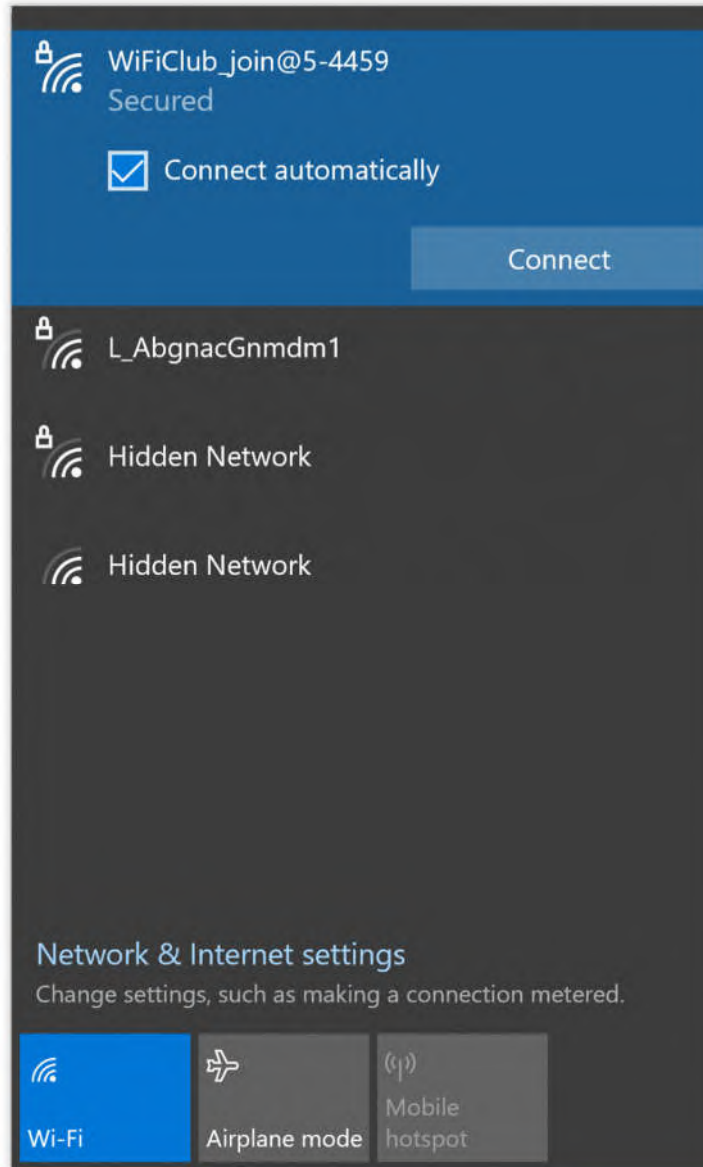 WiFiClub_join@5-4459
Secured
Connect automatically
Connect
L_AbgnacGnmdm1
Hidden Network
Hidden Network
Network & Internet settings
Change settings, such as making a connection metered.
Wi-Fi
Airplane mode
Mobile
hotspot